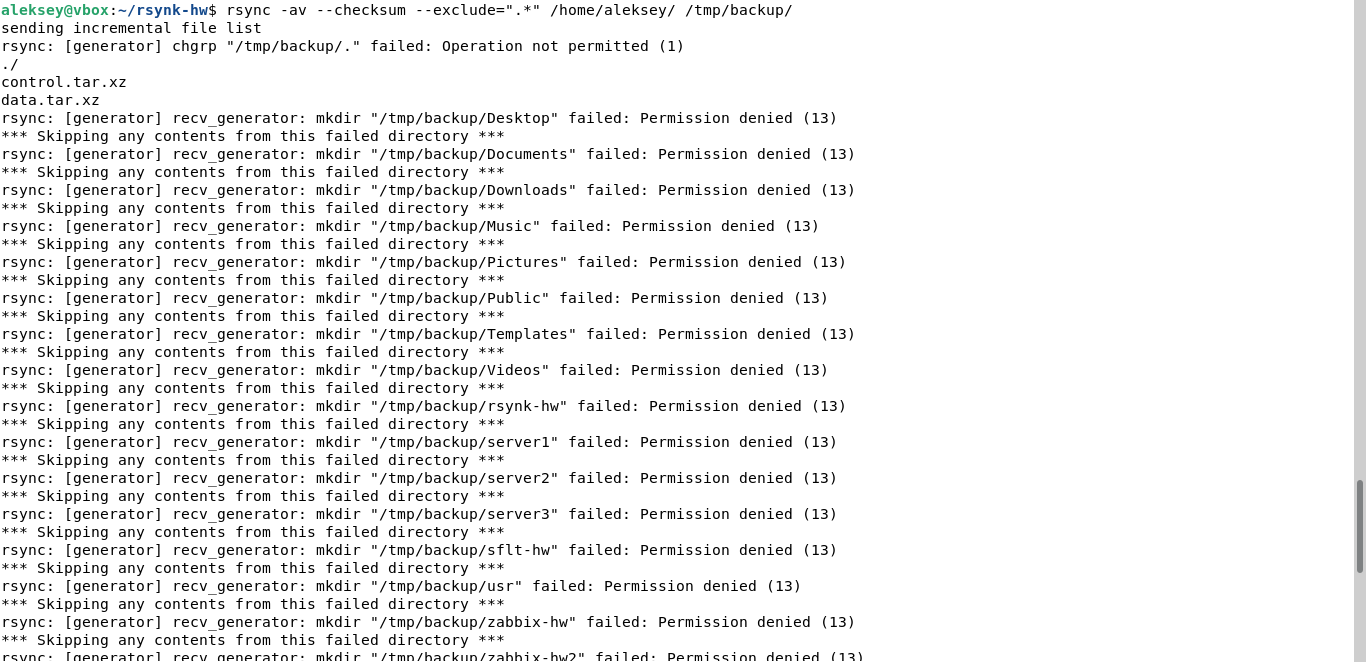 aleksey@vbox:~/rsynk-hw$ rsync -av --checksum --exclude=".*" /home/aleksey/ /tmp/backup/
sending incremental file list
rsync: [generator] chgrp "/tmp/backup/." failed: Operation not permitted (1)
./
control.tar.xz
data.tar.xz
rsync: [generator] recv_generator: mkdir "/tmp/backup/Desktop" failed: Permission denied (13)
*** Skipping any contents from this failed directory ***
rsync: [generator] recv_generator: mkdir "/tmp/backup/Documents" failed: Permission denied (13)
*** Skipping any contents from this failed directory ***
rsync: [generator] recv_generator: mkdir "/tmp/backup/Downloads" failed: Permission denied (13)
*** Skipping any contents from this failed directory ***
rsync: [generator] recv_generator: mkdir "/tmp/backup/Music" failed: Permission denied (13)
*** Skipping any contents from this failed directory ***
rsync: [generator] recv_generator: mkdir "/tmp/backup/Pictures" failed: Permission denied (13)
*** Skipping any contents from this failed directory ***
rsync: [generator] recv_generator: mkdir "/tmp/backup/Public" failed: Permission denied (13)
*** Skipping any contents from this failed directory ***
rsync: [generator] recv_generator: mkdir "/tmp/backup/Templates" failed: Permission denied (13)
*** Skipping any contents from this failed directory ***
rsync: [generator] recv_generator: mkdir "/tmp/backup/Videos" failed: Permission denied (13)
*** Skipping any contents from this failed directory ***
rsync: [generator] recv_generator: mkdir "/tmp/backup/rsynk-hw" failed: Permission denied (13)
*** Skipping any contents from this failed directory ***
rsync: [generator] recv_generator: mkdir "/tmp/backup/server1" failed: Permission denied (13)
*** Skipping any contents from this failed directory ***
rsync: [generator] recv_generator: mkdir "/tmp/backup/server2" failed: Permission denied (13)
*** Skipping any contents from this failed directory ***
rsync: [generator] recv_generator: mkdir "/tmp/backup/server3" failed: Permission denied (13)
*** Skipping any contents from this failed directory ***
rsync: [generator] recv_generator: mkdir "/tmp/backup/sflt-hw" failed: Permission denied (13)
*** Skipping any contents from this failed directory ***
rsync: [generator] recv_generator: mkdir "/tmp/backup/usr" failed: Permission denied (13)
*** Skipping any contents from this failed directory ***
rsync: [generator] recv_generator: mkdir "/tmp/backup/zabbix-hw" failed: Permission denied (13)
*** Skipping any contents from this failed directory ***
rsync: [generator] recv_generator: mkdir "/tmp/backup/zabbix-hw2" failed: Permission denied (13)